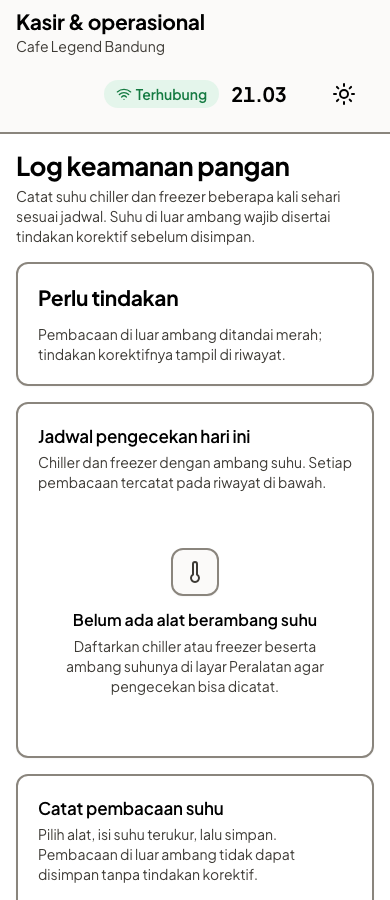 Kasir & operasional
Cafe Legend Bandung
Terhubung 21.03
Log keamanan pangan
Catat suhu chiller dan freezer beberapa kali sehari
sesuai jadwal. Suhu di luar ambang wajib disertai
tindakan korektif sebelum disimpan.
Perlu tindakan
Pembacaan di luar ambang ditandai merah;
tindakan korektifnya tampil di riwayat.
Jadwal pengecekan hari ini
Chiller dan freezer dengan ambang suhu. Setiap
pembacaan tercatat pada riwayat di bawah.
Belum ada alat berambang suhu
Daftarkan chiller atau freezer beserta
ambang suhunya di layar Peralatan agar
pengecekan bisa dicatat.
Catat pembacaan suhu
Pilih alat, isi suhu terukur, lalu simpan.
Pembacaan di luar ambang tidak dapat
disimpan tanpa tindakan korektif.